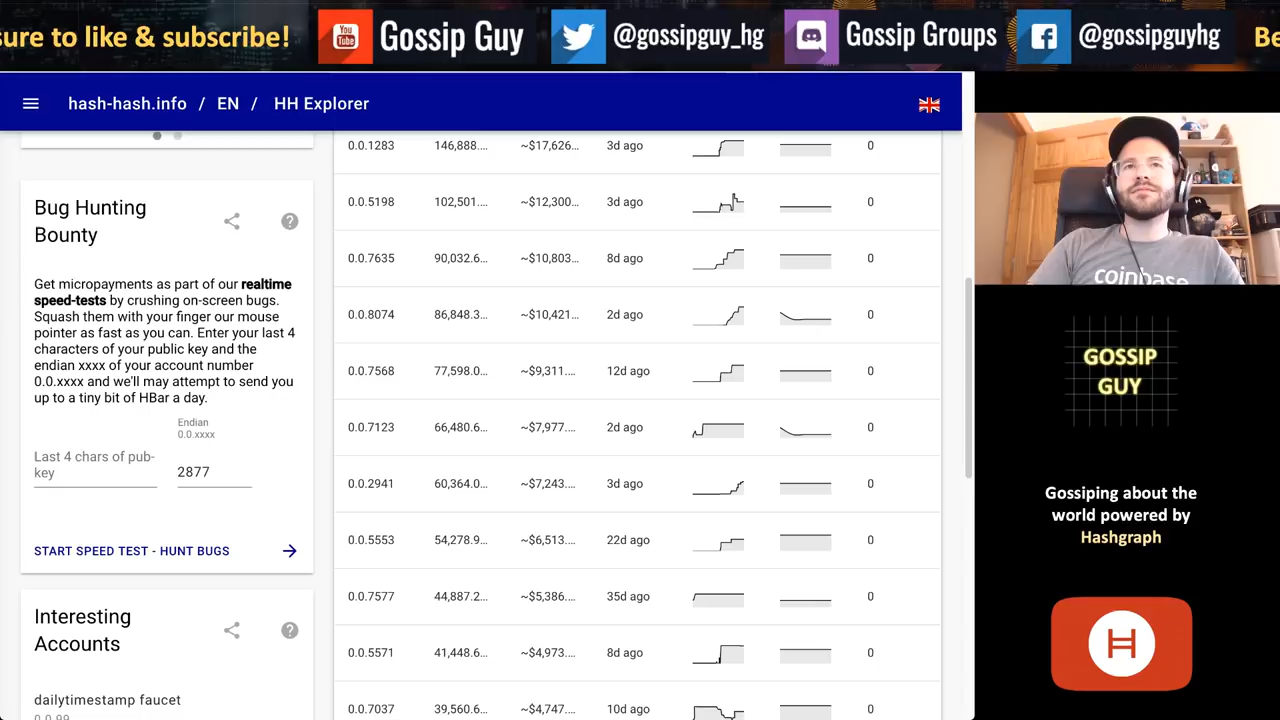 sure to like & subscribe!
You Tube
Gossip Guy
@gossipguy_hg
Gossip Groups
@gossipguyhg
Be
hash-hash.info / EN / HH Explorer
Bug Hunting
Bounty
Get micropayments as part of our realtime
speed-tests by crushing on-screen bugs.
Squash them with your finger our mouse
pointer as fast as you can. Enter your last 4
characters of your public key and the
endian xxxx of your account number
0.0.xxxx and we'll may attempt to send you
up to a tiny bit of HBar a day.
Endian
0.0.xxxx
Last 4 chars of pub-
key
2877
START SPEED TEST - HUNT BUGS
Interesting
Accounts
dailytimestamp faucet
0.0.99
0.0.1283 146,888.... ~$17,626... 3d ago 0
0.0.5198 102,501.... ~$12,300... 3d ago 0
0.0.7635 90,032.6... ~$10,803... 8d ago 0
0.0.8074 86,848.3... ~$10,421... 2d ago 0
0.0.7568 77,598.0... ~$9,311.... 12d ago 0
0.0.7123 66,480.6... ~$7,977.... 2d ago 0
0.0.2941 60,364.0... ~$7,243.... 3d ago 0
0.0.5553 54,278.9... ~$6,513.... 22d ago 0
0.0.7577 44,887.2... ~$5,386.... 35d ago 0
0.0.5571 41,448.6... ~$4,973.... 8d ago 0
0.0.7037 39,560.6... ~$4,747.... 10d ago 0
coinbase
GOSSIP
GUY
Gossiping about the
world powered by
Hashgraph
H